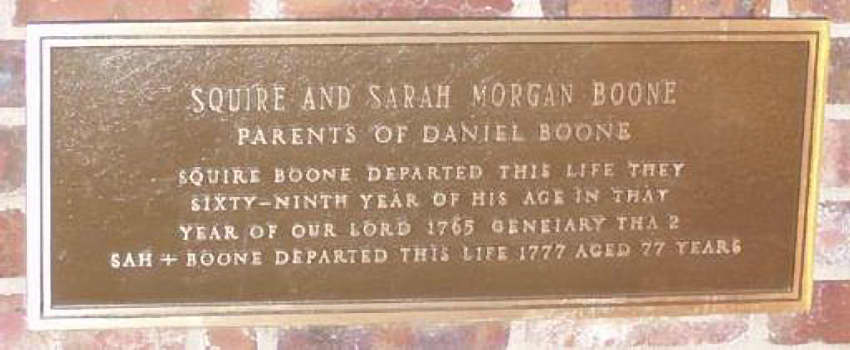 SQUIRE AND SARAH MORGAN BOONE
PARENTS OF DANIEL BOONE
SQUIRE BOONE DEPARTED THIS LIFE THEY
SIXTY-NINTH YEAR OF HIS AGE IN THAY
YEAR OF OUR LORD 1765 GENEIARY THA 2
SAH + BOONE DEPARTED THIS LIFE 1777 AGED 77 YEARS